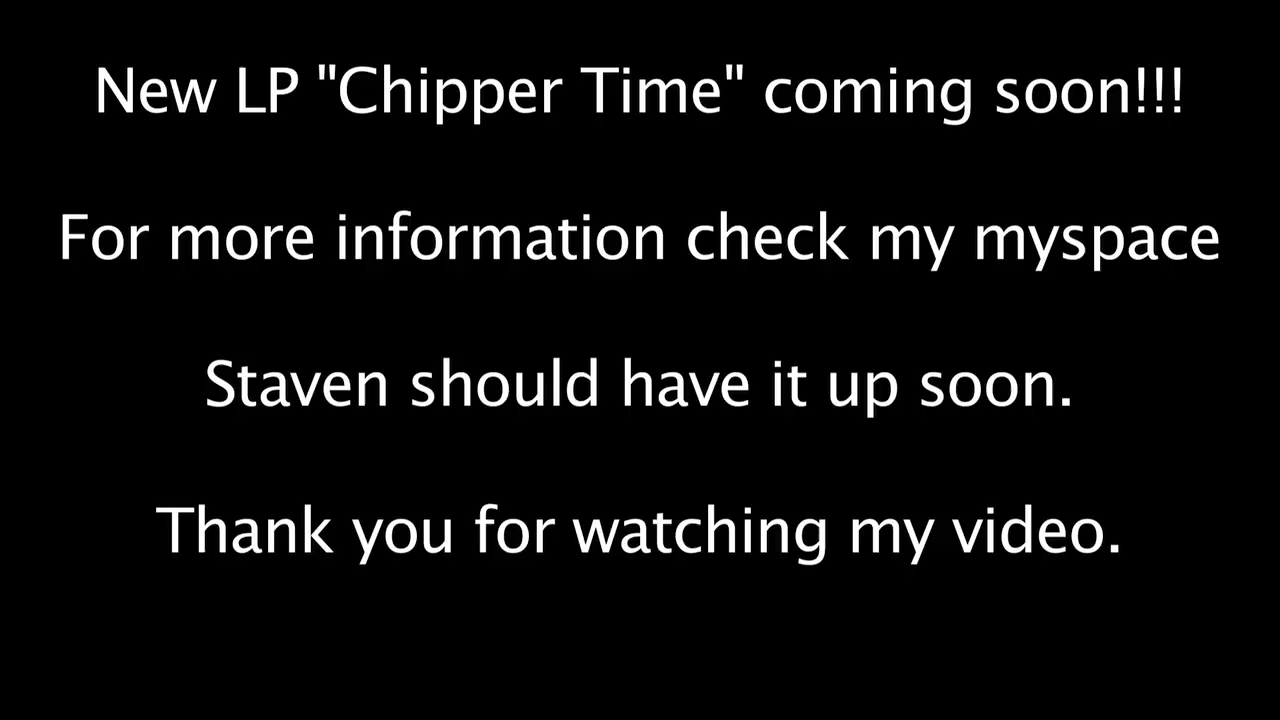 New LP "Chipper Time" coming soon!!!
For more information check my myspace
Staven should have it up soon.
Thank you for watching my video.